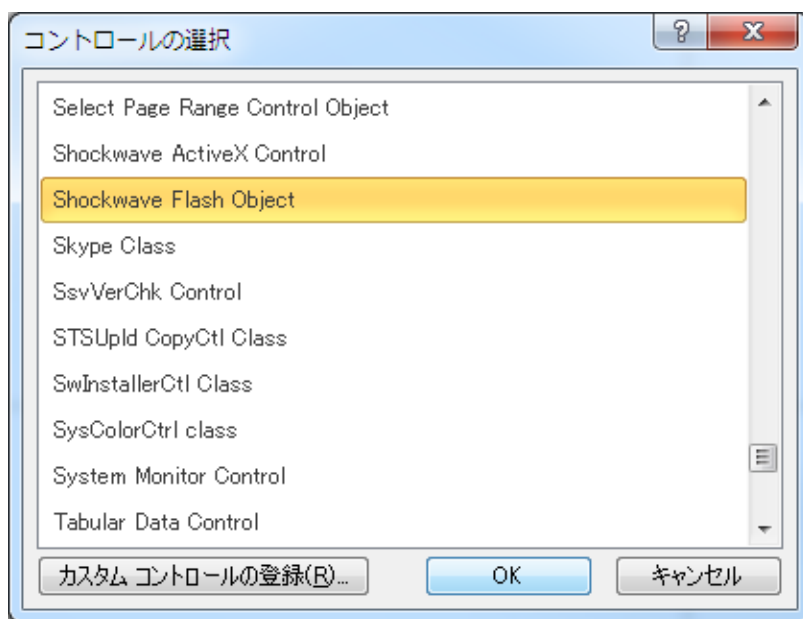 コントロールの選択
Select Page Range Control Object
Shockwave ActiveX Control
Shockwave Flash Object
Skype Class
SsvVerChk Control
STSUpld CopyCtl Class
SwInstallerCtl Class
SysColorCtrl class
System Monitor Control
Tabular Data Control
カスタム コントロールの登録(R)... OK キャンセル